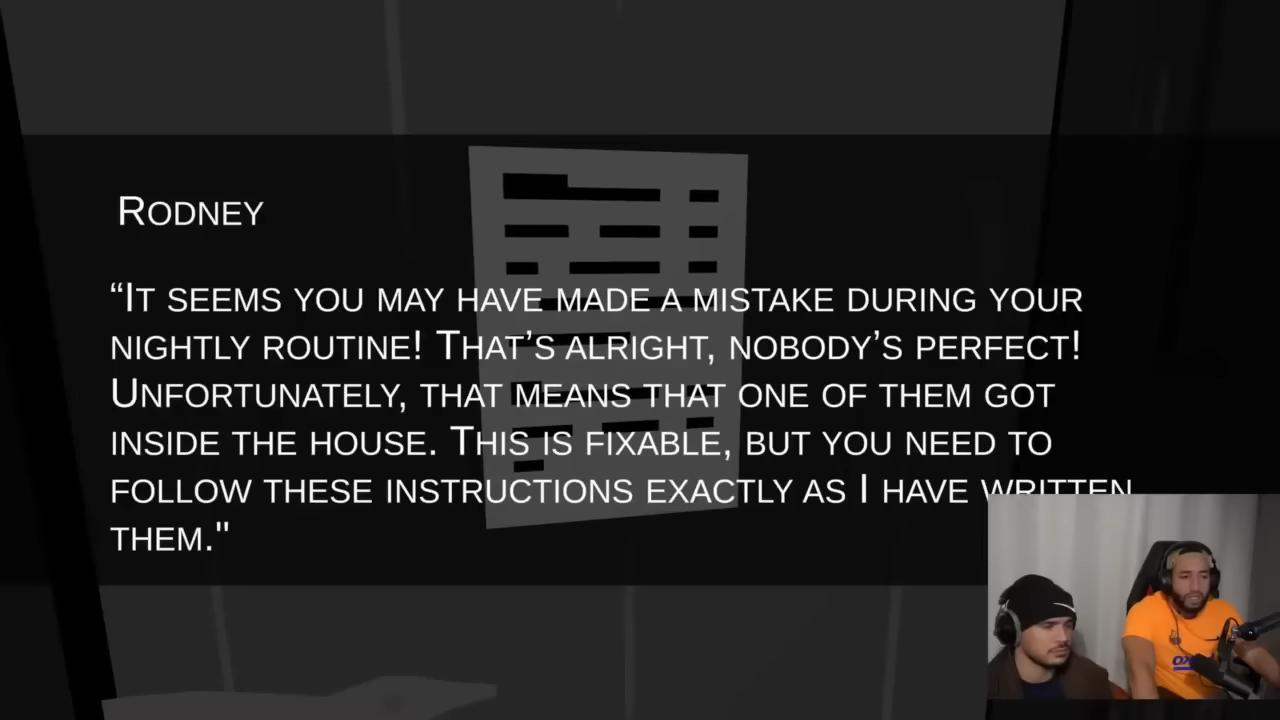 Rodney
“It seems you may have made a mistake during your
nightly routine! That’s alright, nobody’s perfect!
Unfortunately, that means that one of them got
inside the house. This is fixable, but you need to
follow these instructions exactly as I have written
them."